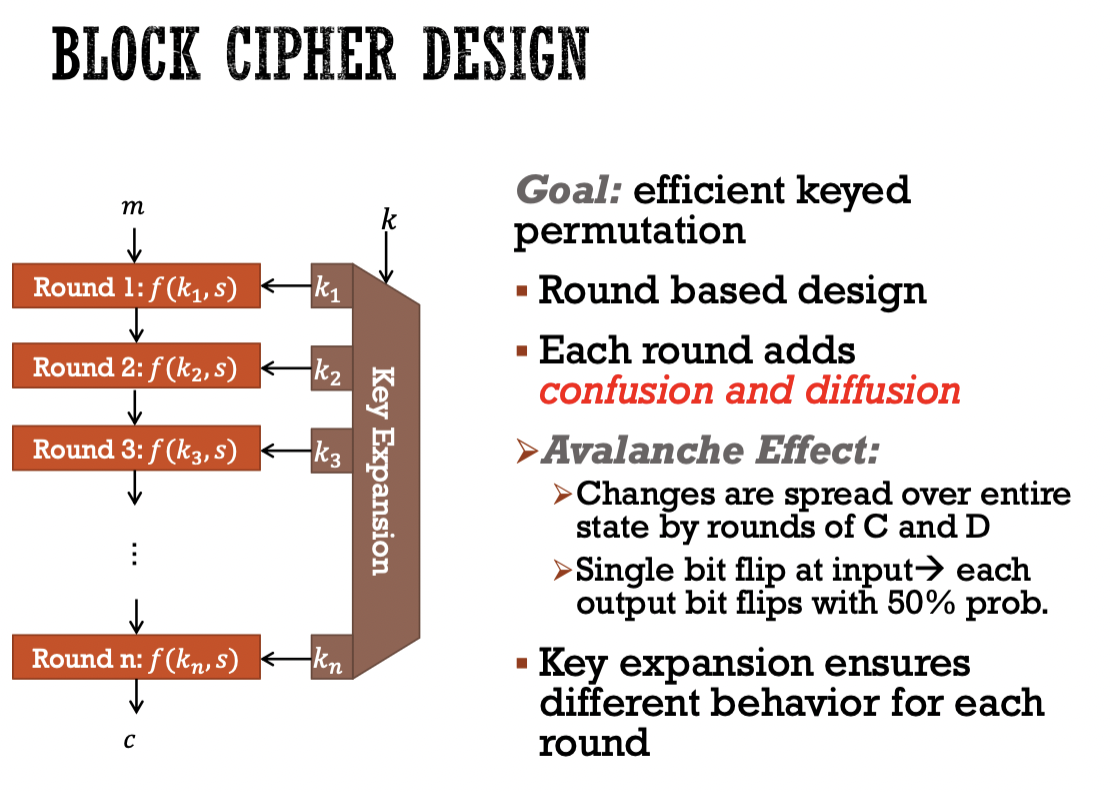 BLOCK CIPHER DESIGN
m
k
Round 1: f(k₁, s)
k₁
Round 2: f(k₂, s)
k₂
Round 3: f(k₃, s)
k₃
⋮
Round n: f(kₙ, s)
kₙ
c
Key Expansion
Goal: efficient keyed
permutation
▪ Round based design
▪ Each round adds
confusion and diffusion
➢Avalanche Effect:
➢Changes are spread over entire
state by rounds of C and D
➢Single bit flip at input→ each
output bit flips with 50% prob.
▪ Key expansion ensures
different behavior for each
round